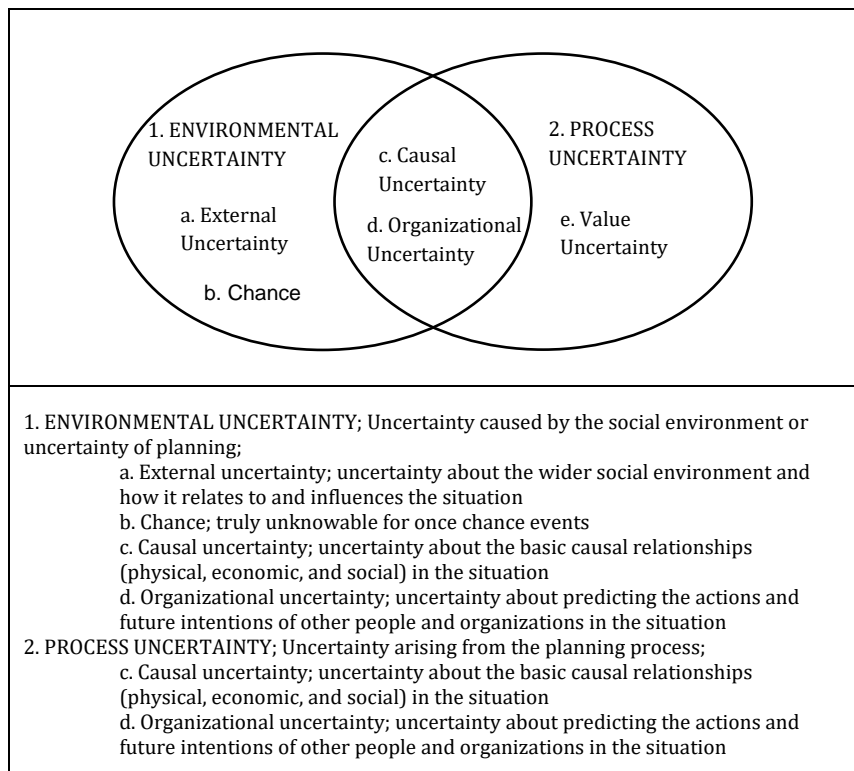 1. ENVIRONMENTAL
UNCERTAINTY
a. External
Uncertainty
b. Chance
c. Causal
Uncertainty
d. Organizational
Uncertainty
2. PROCESS
UNCERTAINTY
e. Value
Uncertainty
1. ENVIRONMENTAL UNCERTAINTY; Uncertainty caused by the social environment or
uncertainty of planning;
a. External uncertainty; uncertainty about the wider social environment and
how it relates to and influences the situation
b. Chance; truly unknowable for once chance events
c. Causal uncertainty; uncertainty about the basic causal relationships
(physical, economic, and social) in the situation
d. Organizational uncertainty; uncertainty about predicting the actions and
future intentions of other people and organizations in the situation
2. PROCESS UNCERTAINTY; Uncertainty arising from the planning process;
c. Causal uncertainty; uncertainty about the basic causal relationships
(physical, economic, and social) in the situation
d. Organizational uncertainty; uncertainty about predicting the actions and
future intentions of other people and organizations in the situation